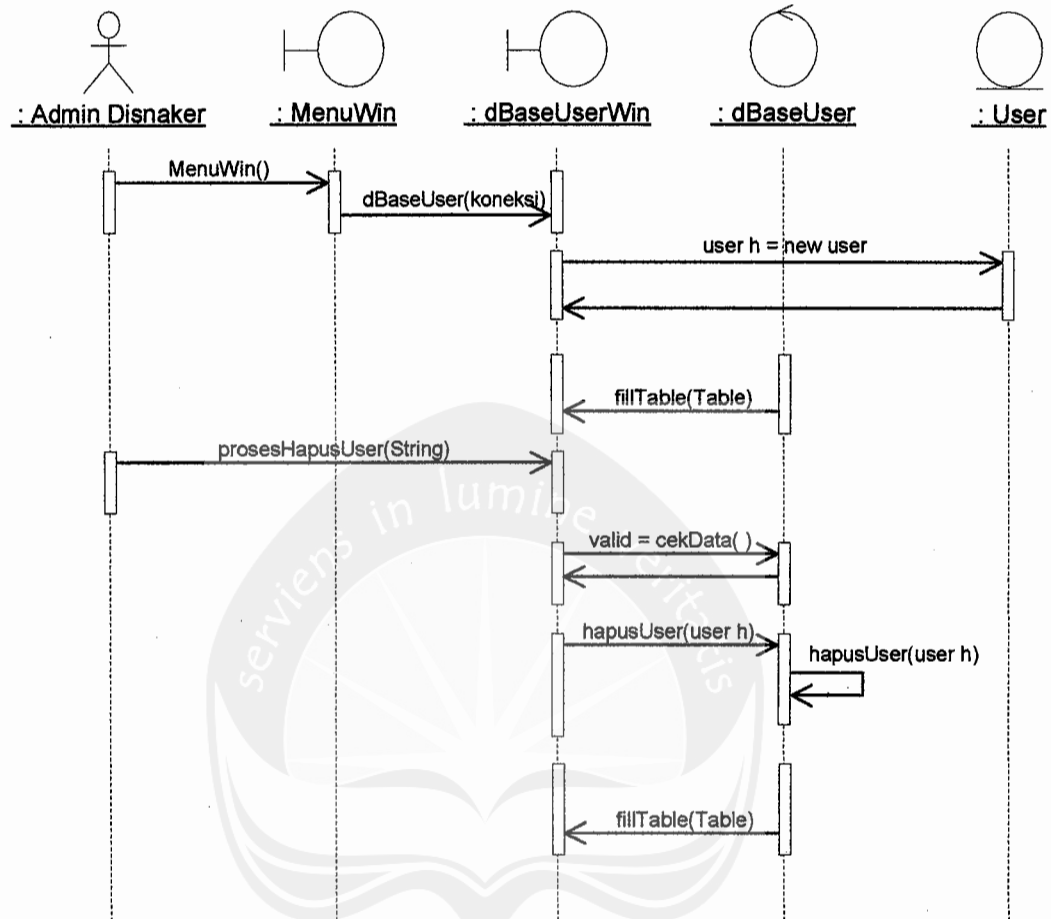 : Admin Disnaker
: MenuWin
: dBaseUserWin
: dBaseUser
: User
MenuWin()
dBaseUser(koneksi)
user h = new user
fillTable(Table)
prosesHapusUser(String)
serviens in lumine veritatis
valid = cekData( )
hapusUser(user h)
hapusUser(user h)
fillTable(Table)